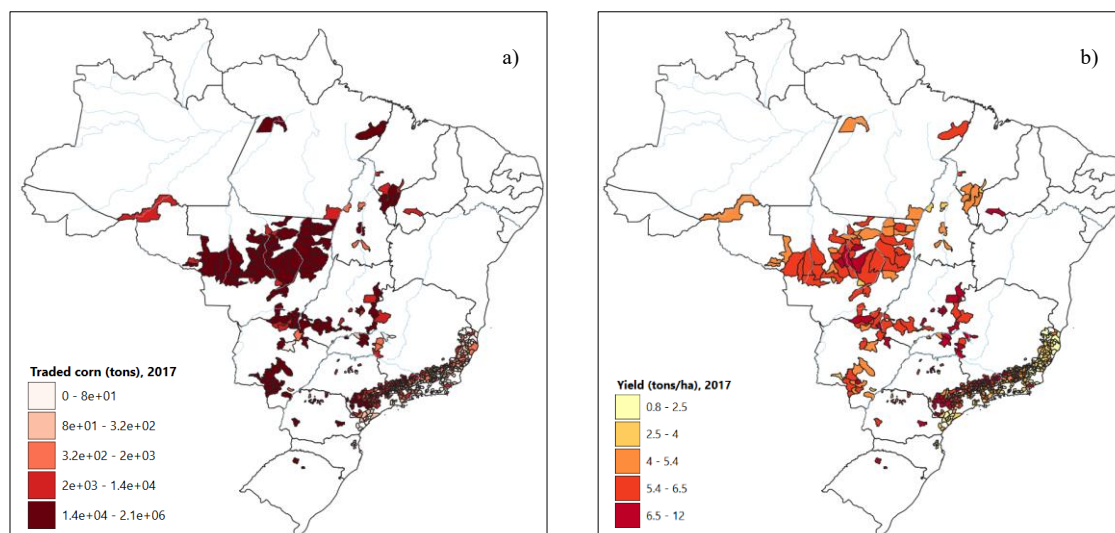 a)
Traded corn (tons), 2017
0 - 8e+01
8e+01 - 3.2e+02
3.2e+02 - 2e+03
2e+03 - 1.4e+04
1.4e+04 - 2.1e+06
b)
Yield (tons/ha), 2017
0.8 - 2.5
2.5 - 4
4 - 5.4
5.4 - 6.5
6.5 - 12